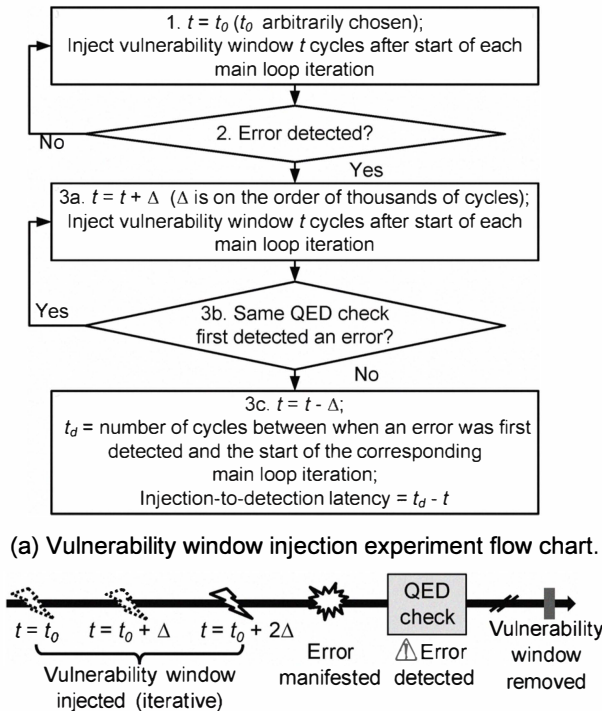 1. t = t0 (t0 arbitrarily chosen);
Inject vulnerability window t cycles after start of each
main loop iteration
No
2. Error detected?
Yes
3a. t = t + Δ (Δ is on the order of thousands of cycles);
Inject vulnerability window t cycles after start of each
main loop iteration
Yes
3b. Same QED check
first detected an error?
No
3c. t = t - Δ;
td = number of cycles between when an error was first
detected and the start of the corresponding
main loop iteration;
Injection-to-detection latency = td - t
(a) Vulnerability window injection experiment flow chart.
QED
check
t = t0
t = t0 + Δ
t = t0 + 2Δ
Vulnerability window
injected (iterative)
Error
manifested
⚠Error
detected
Vulnerability
window
removed